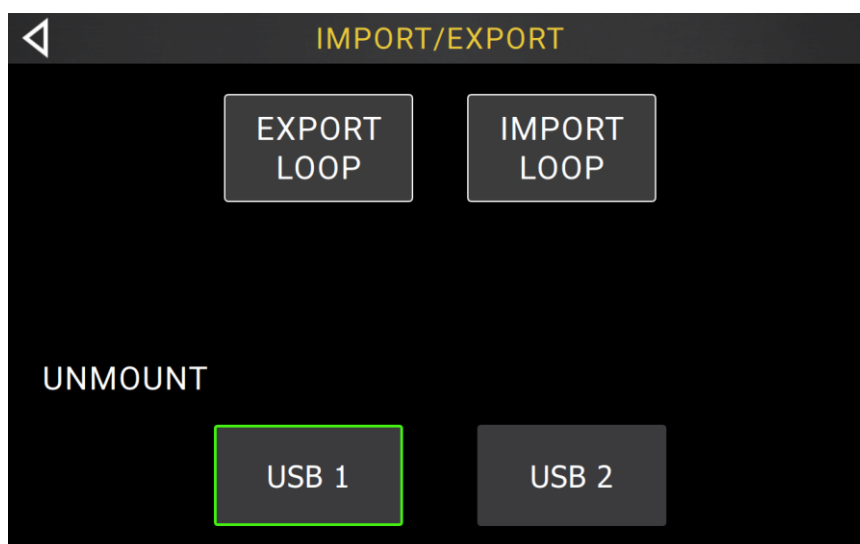 IMPORT/EXPORT
EXPORT
LOOP
IMPORT
LOOP
UNMOUNT
USB 1
USB 2